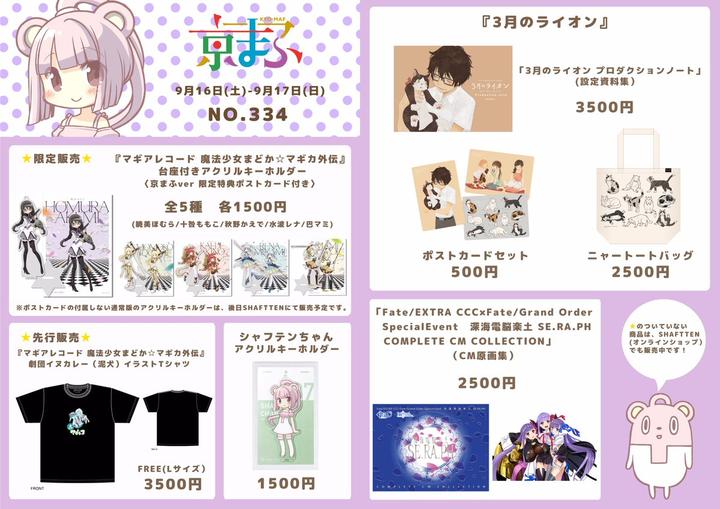 KYO-MAF
京まふ
9月16日(土)-9月17日(日)
NO.334
★限定販売★
『マギアレコード 魔法少女まどか☆マギカ外伝』
台座付きアクリルキーホルダー
(京まふver 限定特典ポストカード付き)
全5種 各1500円
(暁美ほむら/十咎ももこ/秋野かえで/水波レナ/巴マミ)
HOMURA
AKEMI
※ポストカードの付属しない通常版のアクリルキーホルダーは、後日SHAFTTENにて販売予定です。
★先行販売★
『マギアレコード 魔法少女まどか☆マギカ外伝』
劇団イヌカレー(泥犬)イラストTシャツ
FRONT
FREE(Lサイズ)
3500円
シャフテンちゃん
アクリルキーホルダー
1500円
『3月のライオン』
3月のライオン
「3月のライオン プロダクションノート」
(設定資料集)
3500円
ポストカードセット
500円
ニャートートバッグ
2500円
「Fate/EXTRA CCC×Fate/Grand Order
SpecialEvent 深海電脳楽土 SE.RA.PH
COMPLETE CM COLLECTION」
(CM原画集)
2500円
SE.RA.PH
COMPLETE CM COLLECTION
★のついていない
商品は、SHAFTTEN
(オンラインショップ)
でも販売中です!